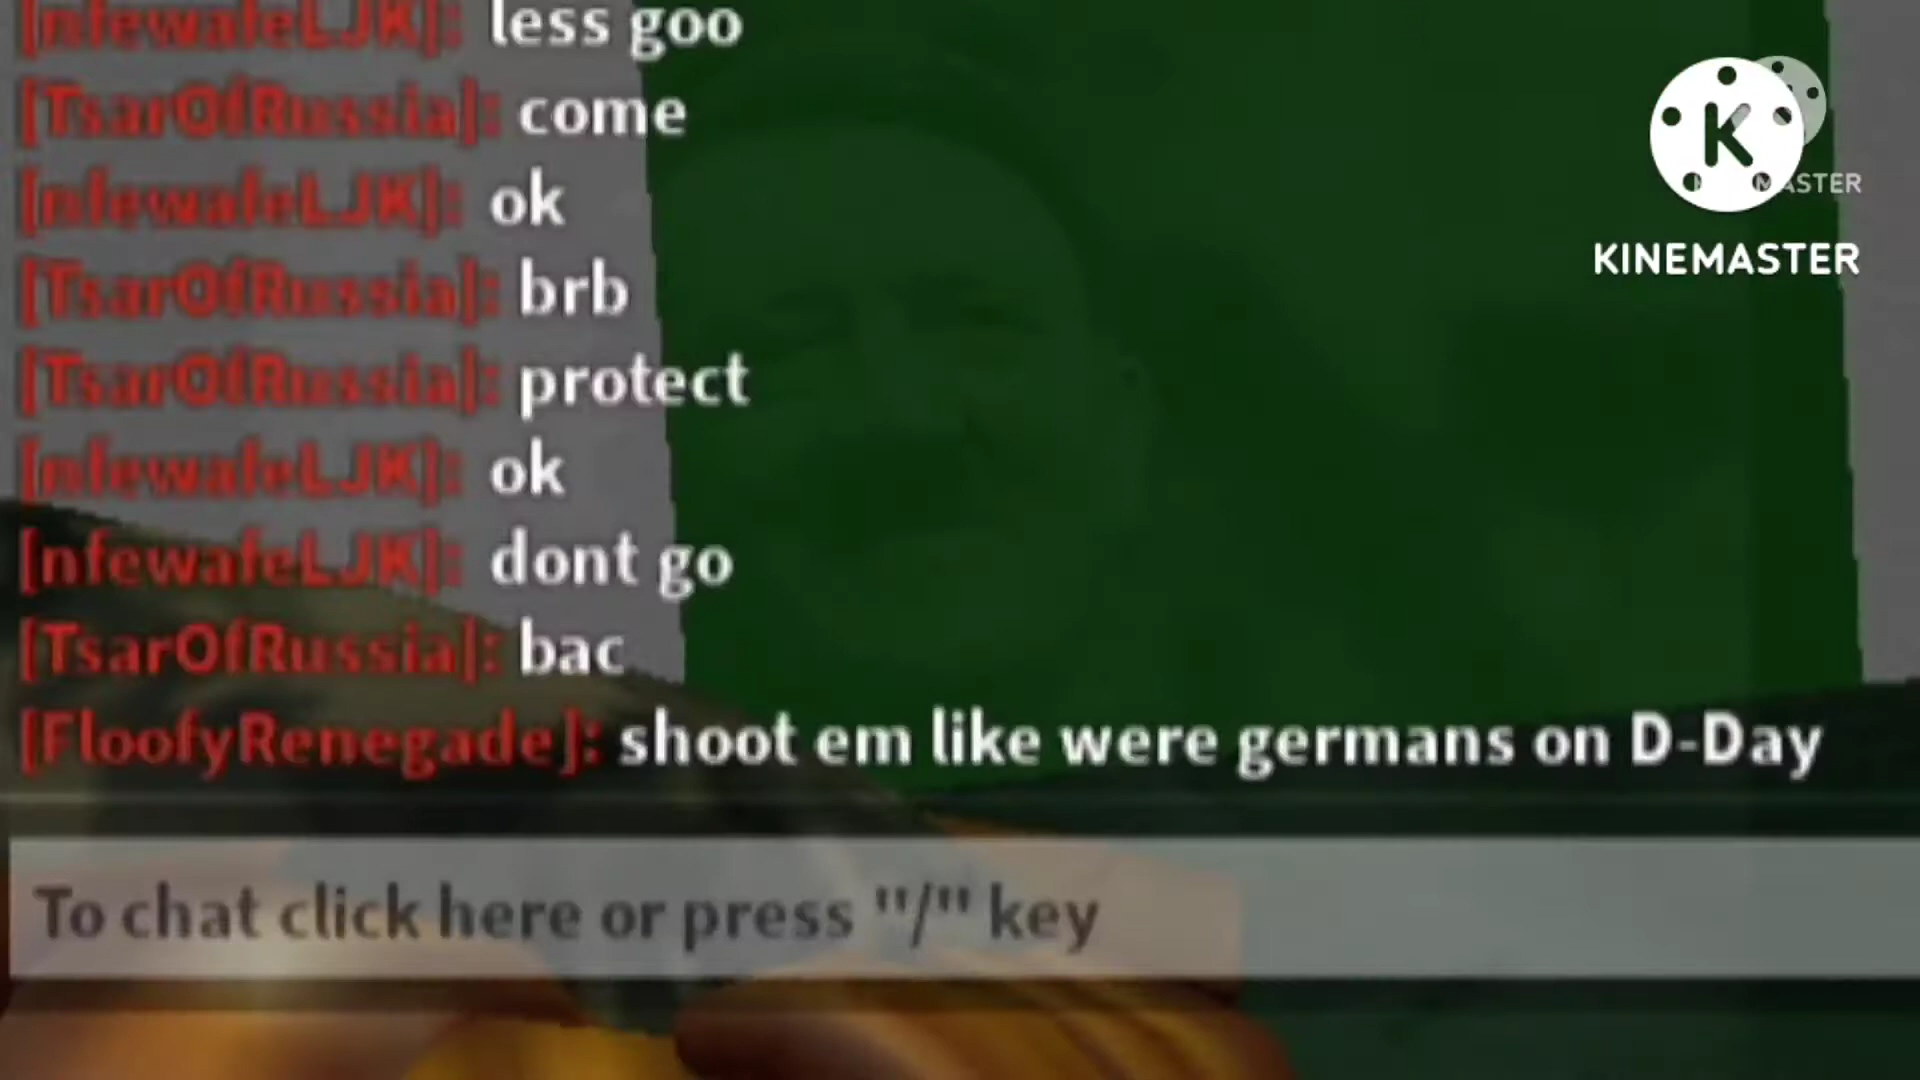 [nfewafeLJK]: less goo
[TsarOfRussia]: come
[nfewafeLJK]: ok
[TsarOfRussia]: brb
[TsarOfRussia]: protect
[nfewafeLJK]: ok
[nfewafeLJK]: dont go
[TsarOfRussia]: bac
[FloofyRenegade]: shoot em like were germans on D-Day
To chat click here or press "/" key
K
KINEMASTER